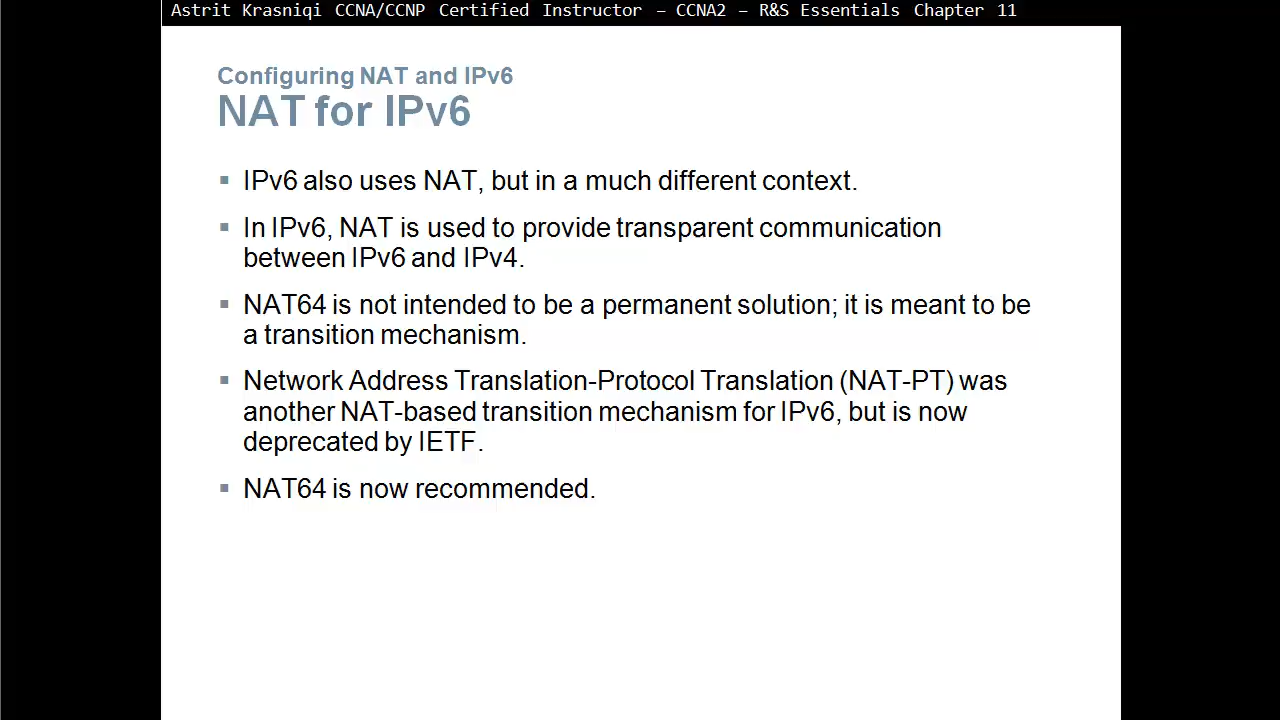 Astrit Krasniqi CCNA/CCNP Certified Instructor – CCNA2 – R&S Essentials Chapter 11
Configuring NAT and IPv6
NAT for IPv6
▪ IPv6 also uses NAT, but in a much different context.
▪ In IPv6, NAT is used to provide transparent communication
between IPv6 and IPv4.
▪ NAT64 is not intended to be a permanent solution; it is meant to be
a transition mechanism.
▪ Network Address Translation-Protocol Translation (NAT-PT) was
another NAT-based transition mechanism for IPv6, but is now
deprecated by IETF.
▪ NAT64 is now recommended.